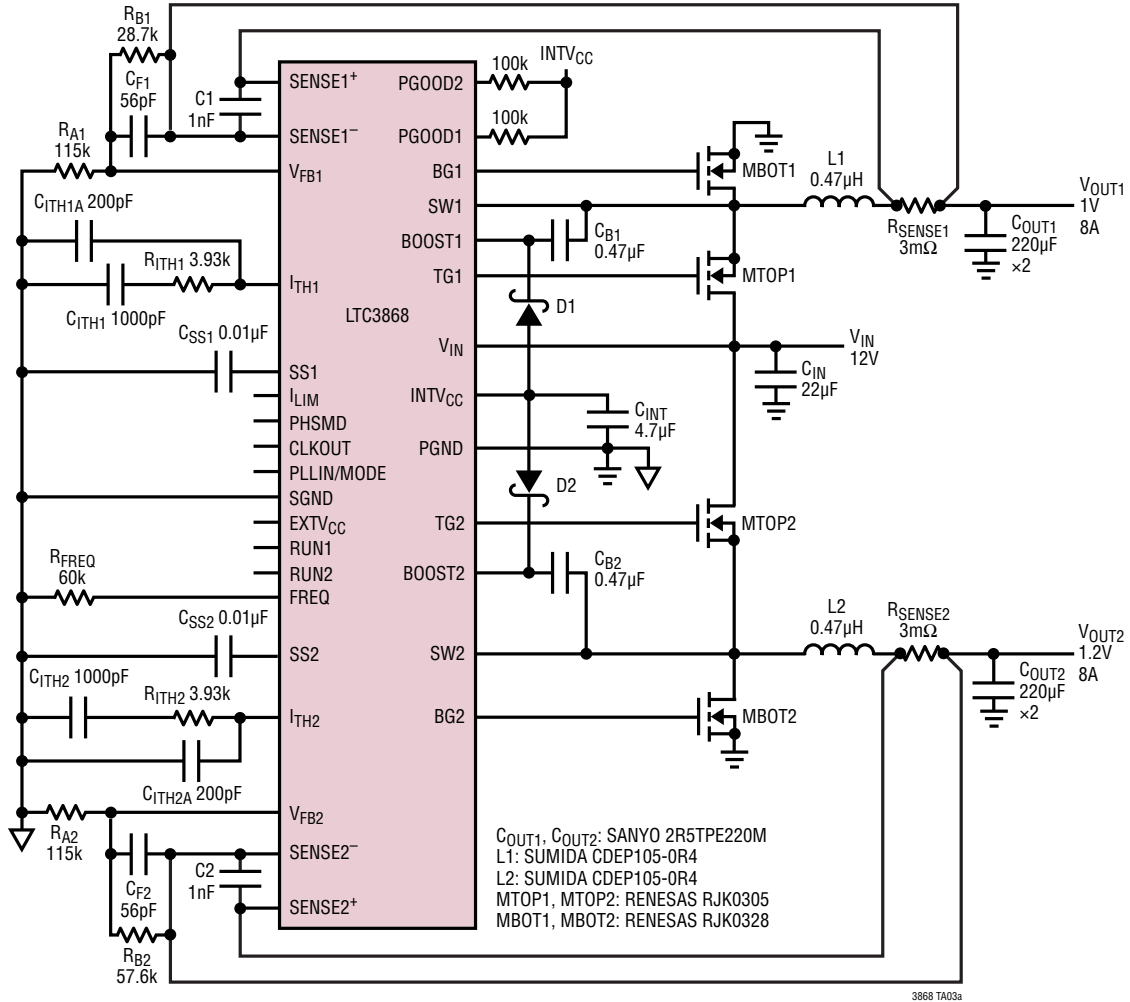 RB1
28.7k
CF1
56pF
C1
1nF
RA1
115k
CITH1A 200pF
RITH1 3.93k
CITH1 1000pF
CSS1 0.01µF
RFREQ
60k
CSS2 0.01µF
CITH2 1000pF
RITH2 3.93k
CITH2A 200pF
RA2
115k
CF2
56pF
C2
1nF
RB2
57.6k
SENSE1+
SENSE1–
VFB1
ITH1
LTC3868
SS1
ILIM
PHSMD
CLKOUT
PLLIN/MODE
SGND
EXTVCC
RUN1
RUN2
FREQ
SS2
ITH2
VFB2
SENSE2–
SENSE2+
PGOOD2
PGOOD1
BG1
SW1
BOOST1
TG1
VIN
INTVCC
PGND
TG2
BOOST2
SW2
BG2
100k
INTVCC
100k
MBOT1
L1
0.47µH
CB1
0.47µF
MTOP1
D1
RSENSE1
3mΩ
VOUT1
1V
8A
COUT1
220µF
×2
VIN
12V
CIN
22µF
CINT
4.7µF
D2
MTOP2
CB2
0.47µF
L2
0.47µH
RSENSE2
3mΩ
VOUT2
1.2V
8A
COUT2
220µF
×2
MBOT2
COUT1, COUT2: SANYO 2R5TPE220M
L1: SUMIDA CDEP105-0R4
L2: SUMIDA CDEP105-0R4
MTOP1, MTOP2: RENESAS RJK0305
MBOT1, MBOT2: RENESAS RJK0328
3868 TA03a